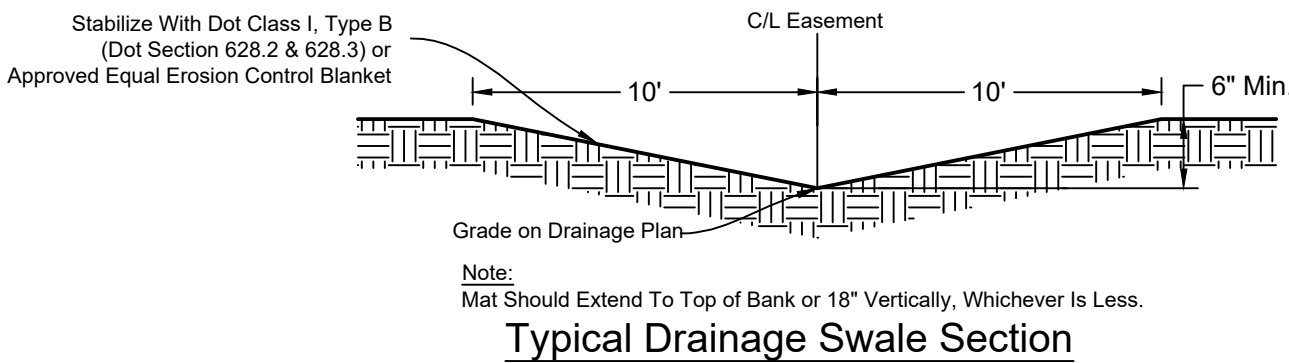 Stabilize With Dot Class I, Type B
(Dot Section 628.2 & 628.3) or
Approved Equal Erosion Control Blanket
C/L Easement
10'
10'
6" Min.
Grade on Drainage Plan
Note:
Mat Should Extend To Top of Bank or 18" Vertically, Whichever Is Less.
Typical Drainage Swale Section